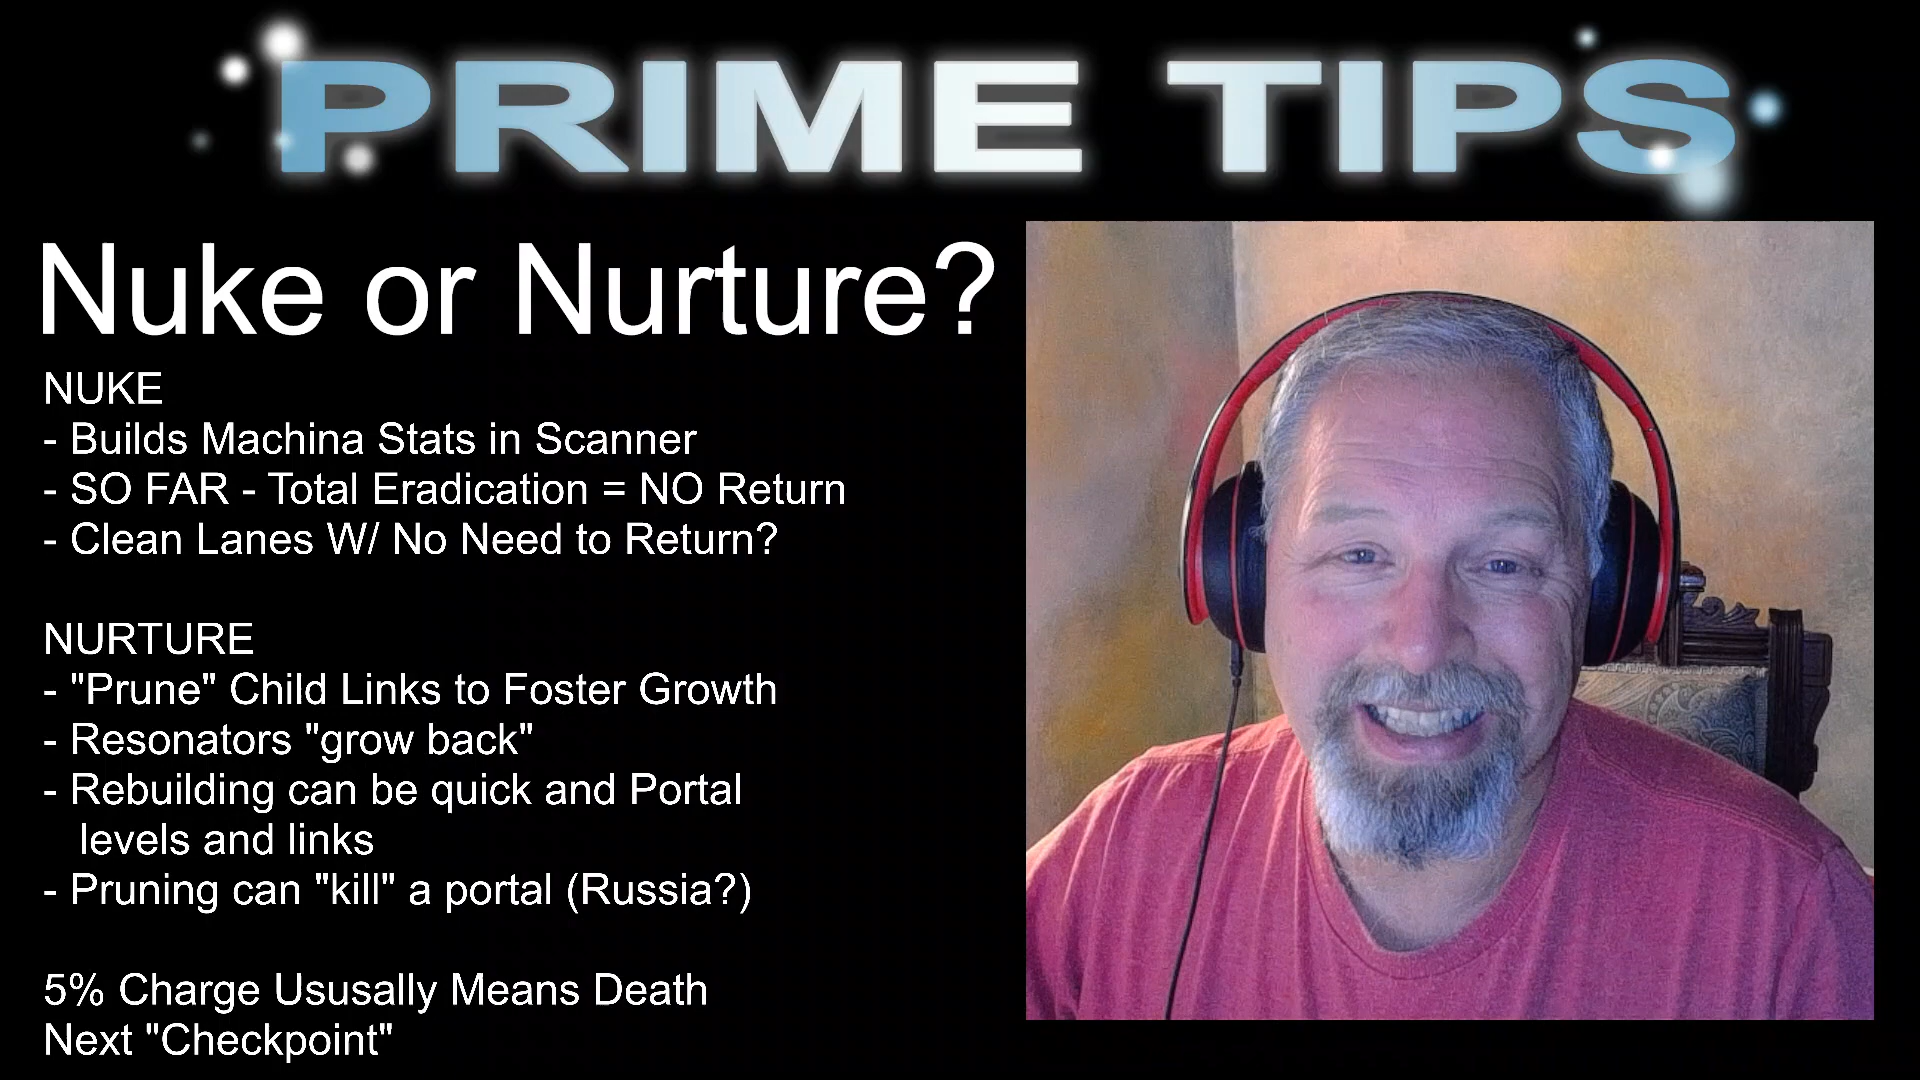 PRIME TIPS
Nuke or Nurture?
NUKE
- Builds Machina Stats in Scanner
- SO FAR - Total Eradication = NO Return
- Clean Lanes W/ No Need to Return?
NURTURE
- "Prune" Child Links to Foster Growth
- Resonators "grow back"
- Rebuilding can be quick and Portal
levels and links
- Pruning can "kill" a portal (Russia?)
5% Charge Ususally Means Death
Next "Checkpoint"